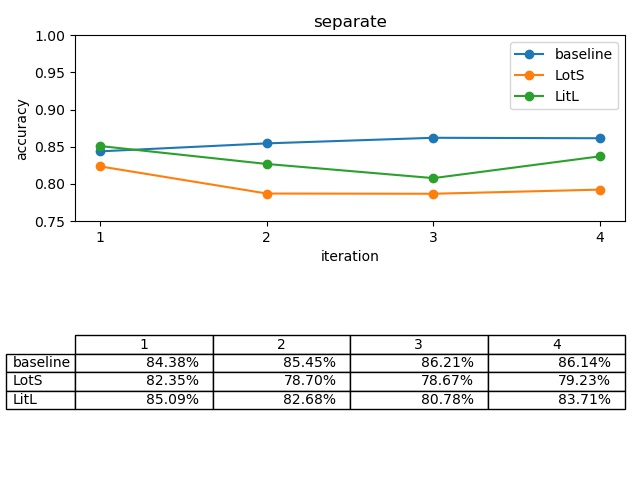 separate
1.00
0.95
0.90
0.85
0.80
0.75
accuracy
baseline
LotS
LitL
1 2 3 4
iteration
1 2 3 4
baseline 84.38% 85.45% 86.21% 86.14%
LotS 82.35% 78.70% 78.67% 79.23%
LitL 85.09% 82.68% 80.78% 83.71%